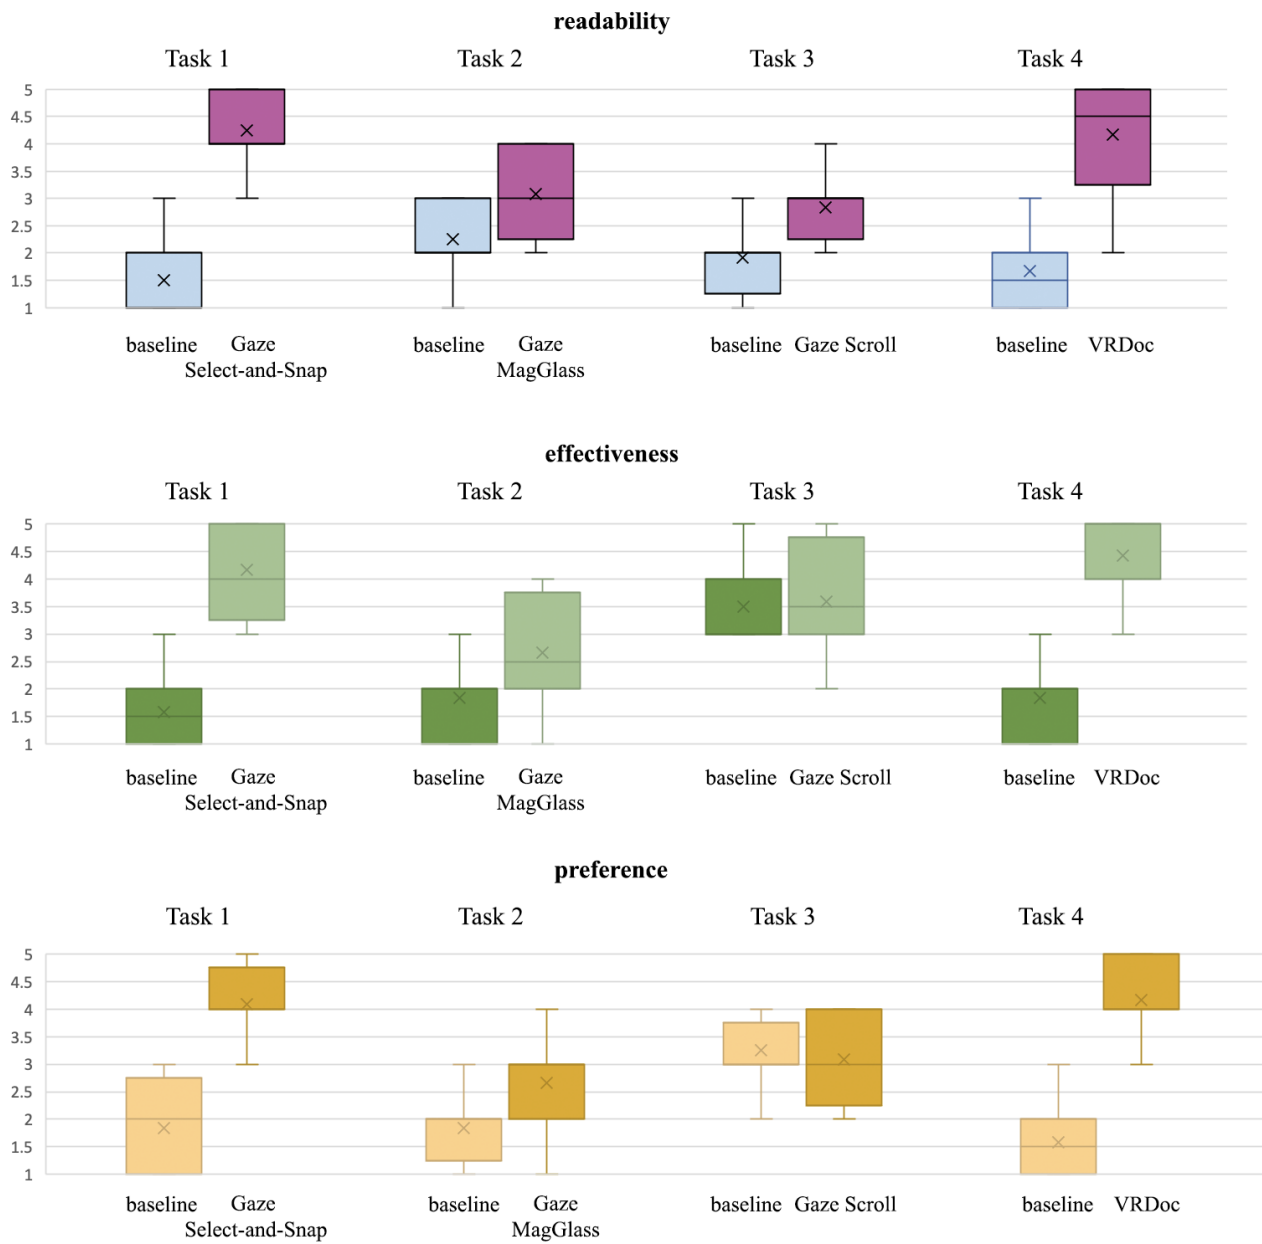 readability
Task 1 Task 2 Task 3 Task 4
5
4.5
4
3.5
3
2.5
2
1.5
1
baseline Gaze baseline Gaze baseline Gaze Scroll baseline VRDoc
Select-and-Snap MagGlass
effectiveness
Task 1 Task 2 Task 3 Task 4
5
4.5
4
3.5
3
2.5
2
1.5
1
baseline Gaze baseline Gaze baseline Gaze Scroll baseline VRDoc
Select-and-Snap MagGlass
preference
Task 1 Task 2 Task 3 Task 4
5
4.5
4
3.5
3
2.5
2
1.5
1
baseline Gaze baseline Gaze baseline Gaze Scroll baseline VRDoc
Select-and-Snap MagGlass